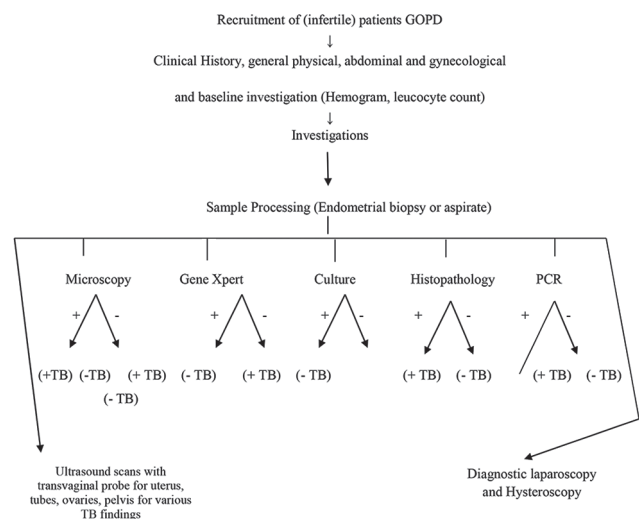 Recruitment of (infertile) patients GOPD
↓
Clinical History, general physical, abdominal and gynecological
and baseline investigation (Hemogram, leucocyte count)
↓
Investigations
Sample Processing (Endometrial biopsy or aspirate)
Microscopy Gene Xpert Culture Histopathology PCR
+ - + - + - + - + -
(+TB) (-TB) (+ TB) (- TB) (+ TB) (- TB) (+ TB) (- TB) (+ TB) (- TB)
(- TB)
Ultrasound scans with
transvaginal probe for uterus,
tubes, ovaries, pelvis for various
TB findings
Diagnostic laparoscopy
and Hysteroscopy